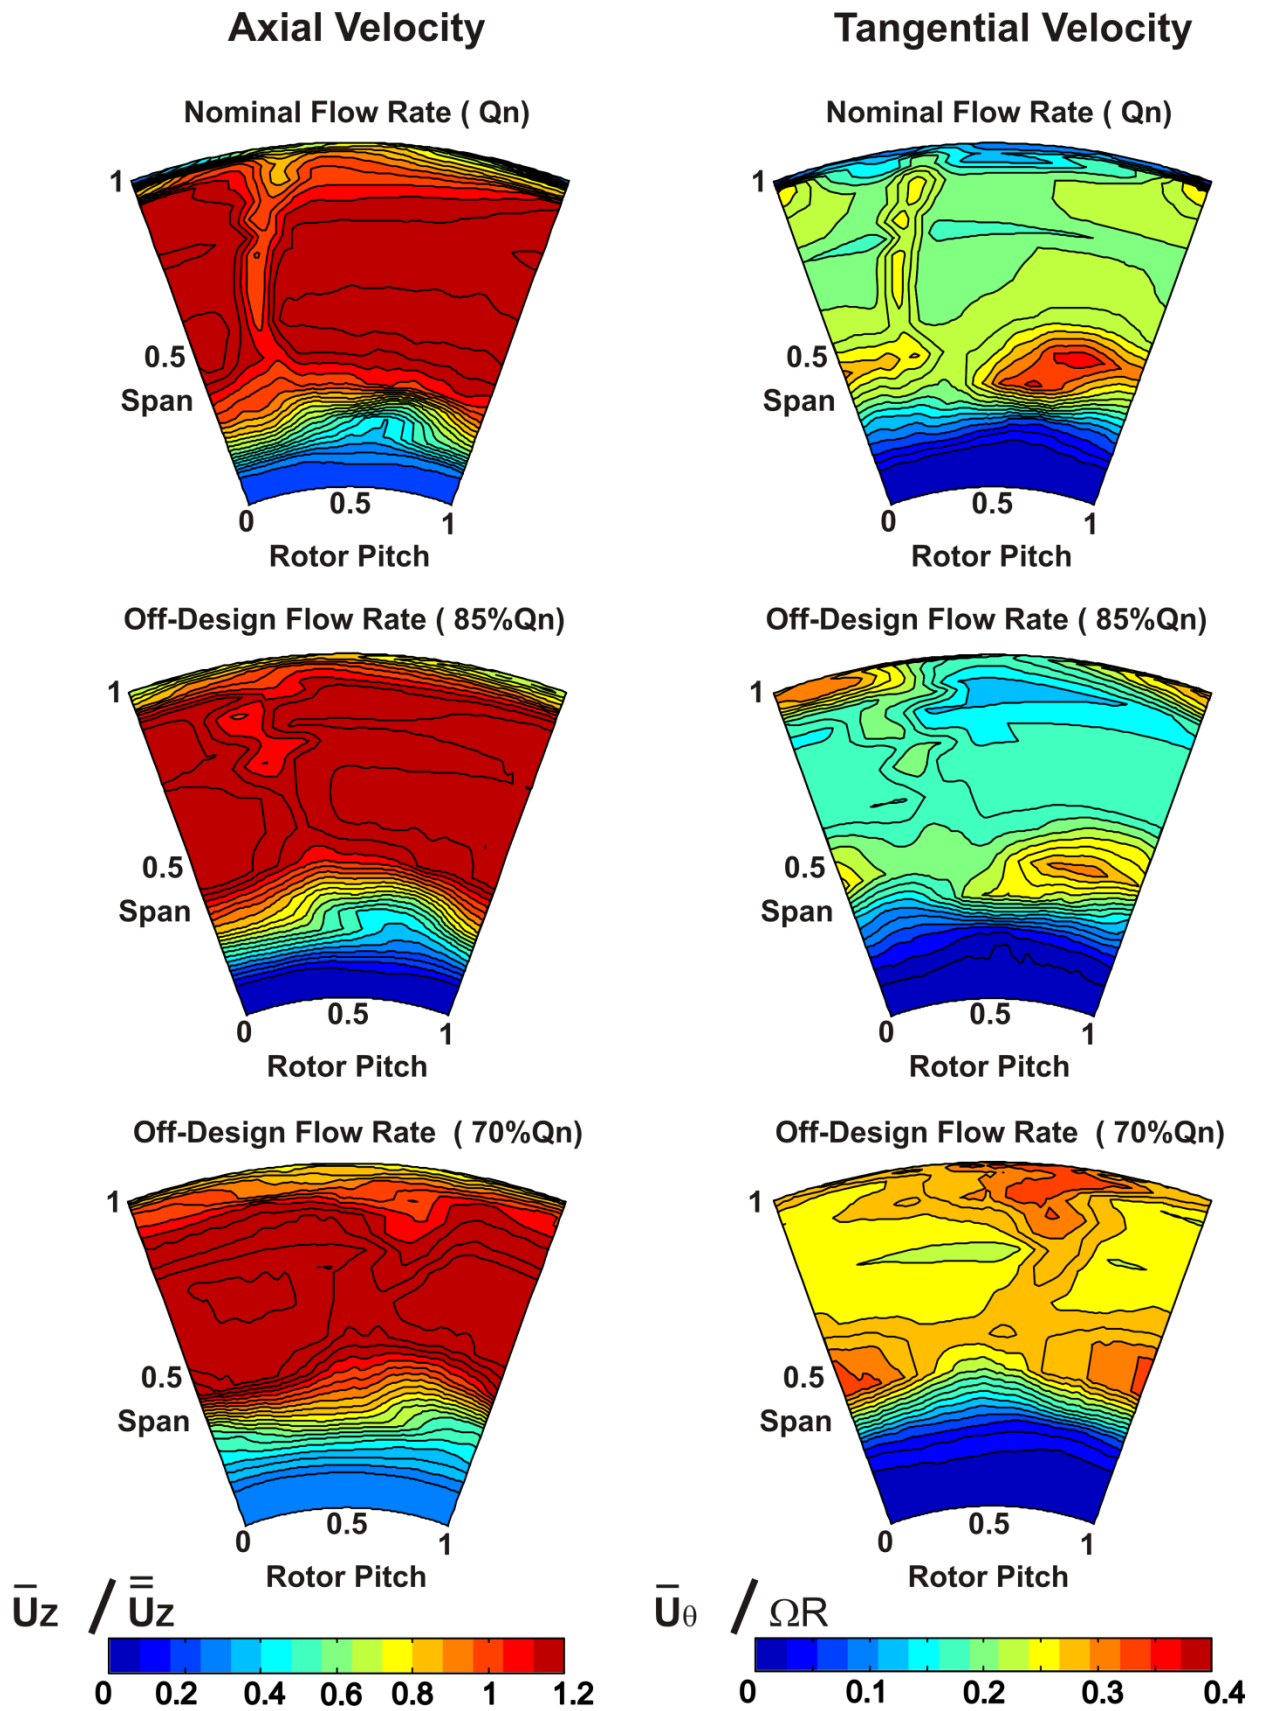 Axial Velocity Tangential Velocity
Nominal Flow Rate ( Qn) Nominal Flow Rate ( Qn)
1 1
0.5 0.5
Span Span
0.5 0.5
0 1 0 1
Rotor Pitch Rotor Pitch
Off-Design Flow Rate ( 85%Qn) Off-Design Flow Rate ( 85%Qn)
1 1
0.5 0.5
Span Span
0.5 0.5
0 1 0 1
Rotor Pitch Rotor Pitch
Off-Design Flow Rate ( 70%Qn) Off-Design Flow Rate ( 70%Qn)
1 1
0.5 0.5
Span Span
0.5 0.5
0 1 0 1
Rotor Pitch Rotor Pitch
U̅z / U̿z U̅θ / ΩR
0 0.2 0.4 0.6 0.8 1 1.2 0 0.1 0.2 0.3 0.4